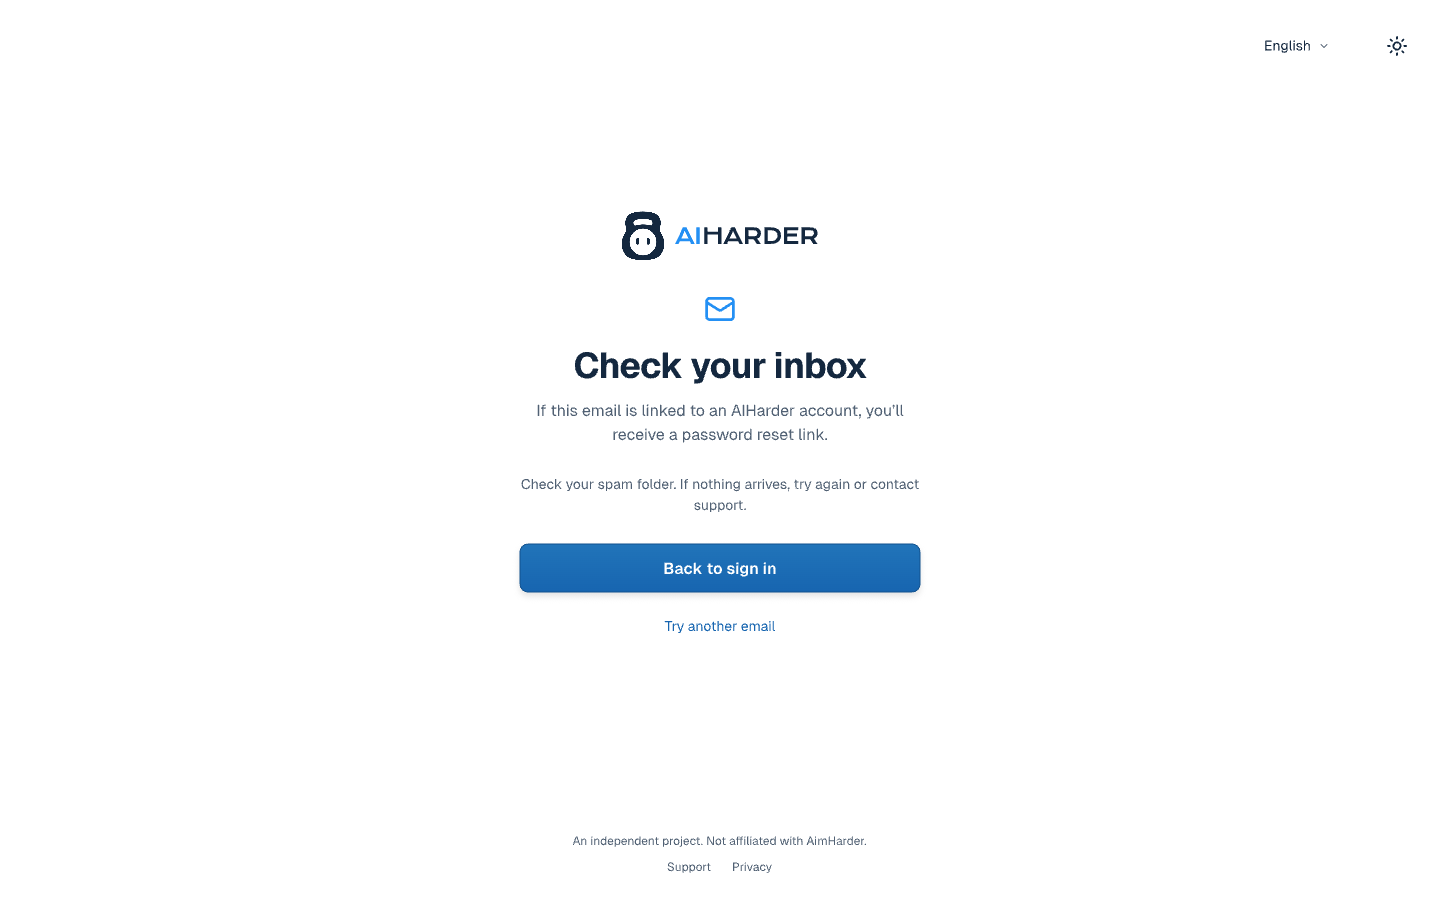 English
AIHARDER
Check your inbox
If this email is linked to an AIHarder account, you’ll
receive a password reset link.
Check your spam folder. If nothing arrives, try again or contact
support.
Back to sign in
Try another email
An independent project. Not affiliated with AimHarder.
Support Privacy